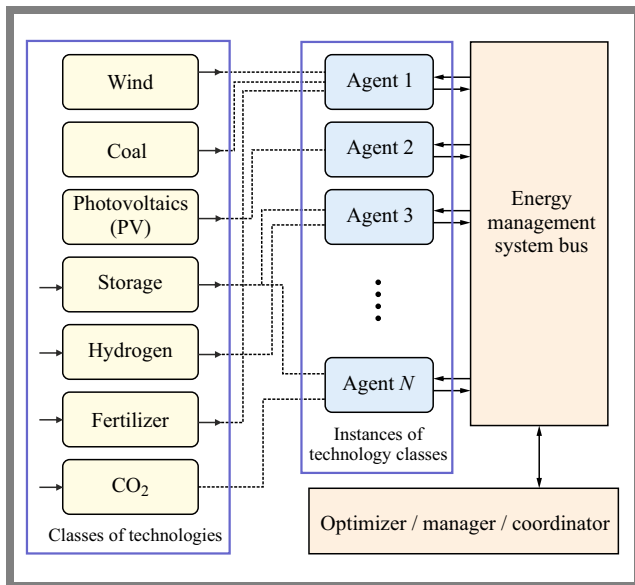 Wind
Coal
Photovoltaics
(PV)
Storage
Hydrogen
Fertilizer
CO₂
Classes of technologies
Agent 1
Agent 2
Agent 3
Agent N
Instances of
technology classes
Energy
management
system bus
Optimizer / manager / coordinator